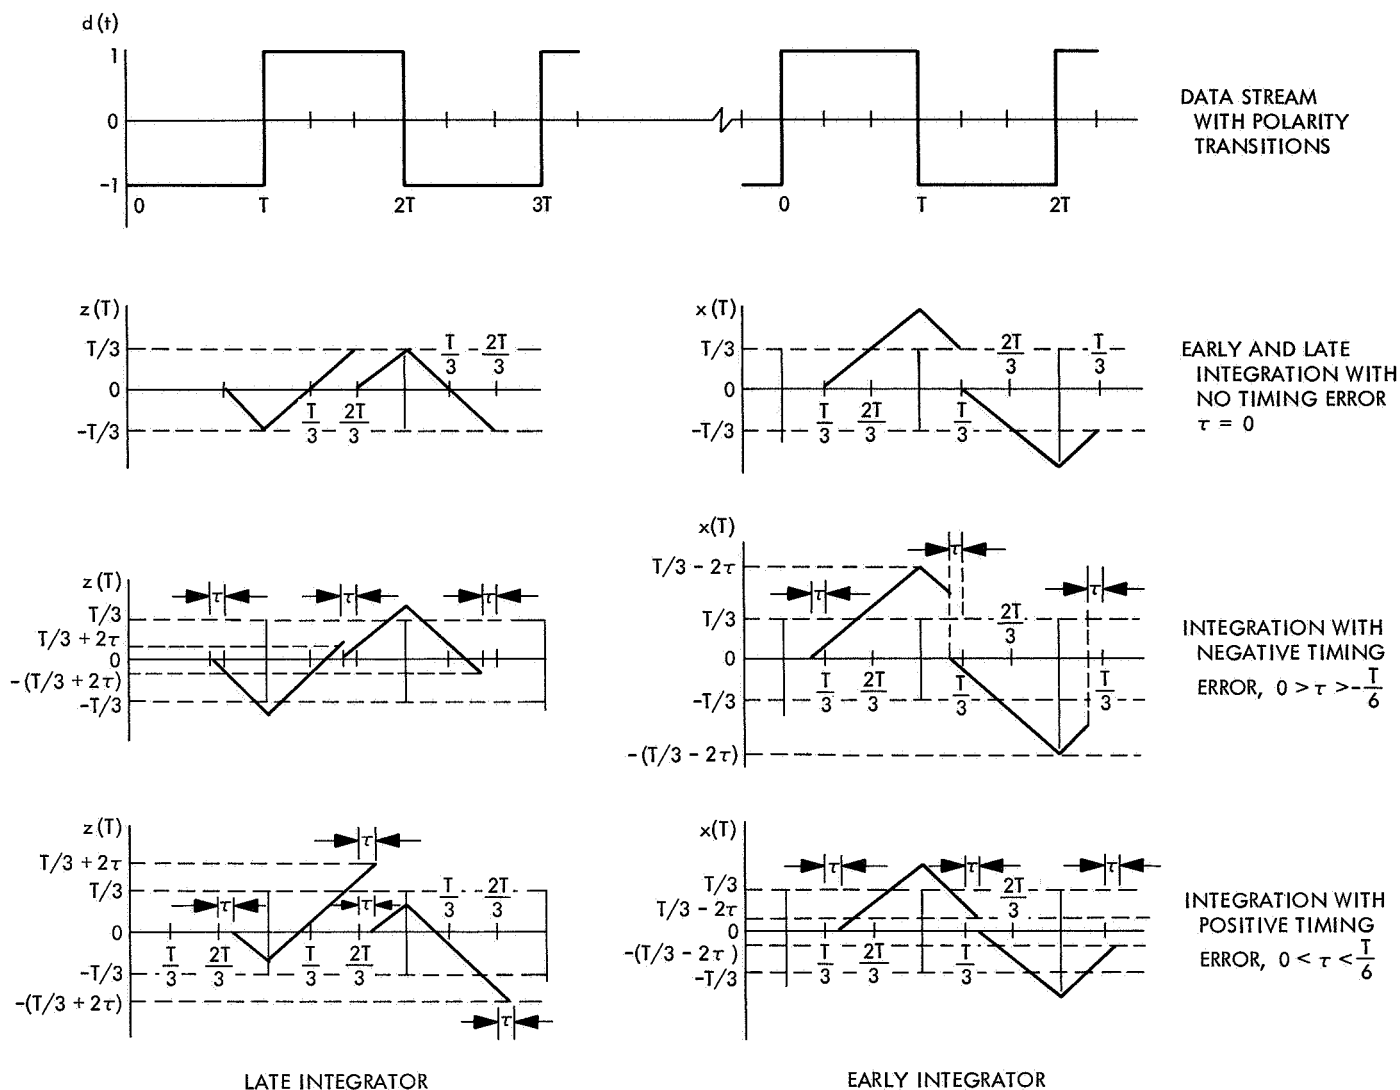 d(t)
1
0
-1
0 T 2T 3T
0 T 2T
DATA STREAM
WITH POLARITY
TRANSITIONS
z(T)
T/3
0
-T/3
T/3 2T/3
T/3 2T/3
x(T)
T/3
0
-T/3
2T/3 T/3
T/3 2T/3 T/3
EARLY AND LATE
INTEGRATION WITH
NO TIMING ERROR
τ = 0
z(T)
τ τ τ
T/3
T/3 + 2τ
0
-(T/3 + 2τ)
-T/3
x(T)
τ
T/3 - 2τ
τ τ
T/3
2T/3
0
-T/3
T/3 2T/3 T/3 T/3
-(T/3 - 2τ)
INTEGRATION WITH
NEGATIVE TIMING
ERROR, 0 > τ > -T/6
z(T)
τ
T/3 + 2τ
T/3
τ τ T/3 2T/3
0
T/3 2T/3 T/3 2T/3
-T/3
-(T/3 + 2τ)
τ
x(T)
τ τ τ
T/3
2T/3
T/3 - 2τ
0
-(T/3 - 2τ)
-T/3
T/3 2T/3 T/3
INTEGRATION WITH
POSITIVE TIMING
ERROR, 0 < τ < T/6
LATE INTEGRATOR
EARLY INTEGRATOR